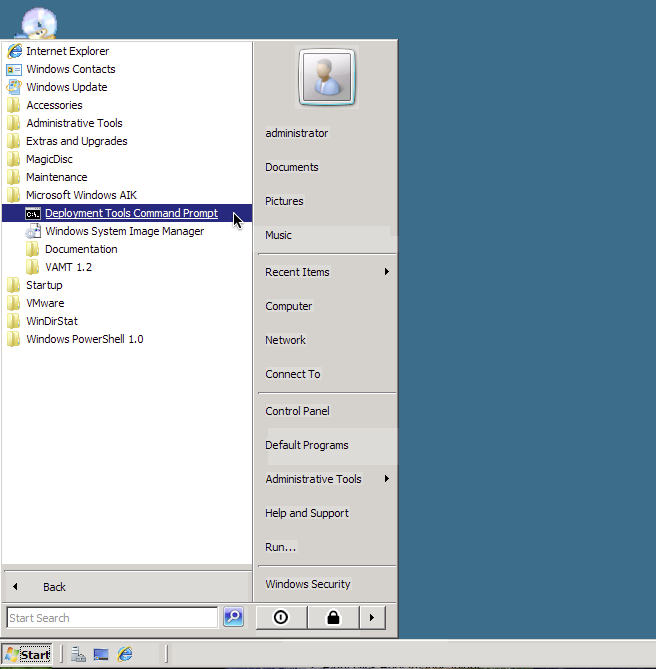 Internet Explorer
Windows Contacts
Windows Update
Accessories
Administrative Tools
Extras and Upgrades
MagicDisc
Maintenance
Microsoft Windows AIK
Deployment Tools Command Prompt
Windows System Image Manager
Documentation
VAMT 1.2
Startup
VMware
WinDirStat
Windows PowerShell 1.0
Back
Start Search
administrator
Documents
Pictures
Music
Recent Items
Computer
Network
Connect To
Control Panel
Default Programs
Administrative Tools
Help and Support
Run...
Windows Security
Start